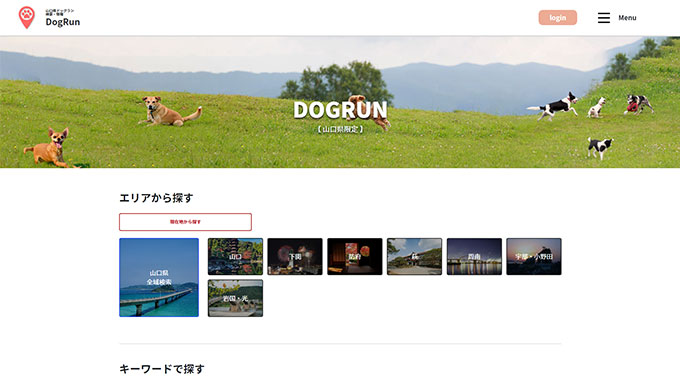 山口県ドッグラン
検索・情報
DogRun
login
Menu
DOGRUN
【 山口県限定 】
エリアから探す
現在地から探す
山口県
全域検索
山口
下関
防府
萩
周南
宇部・小野田
岩国・光
キーワードで探す